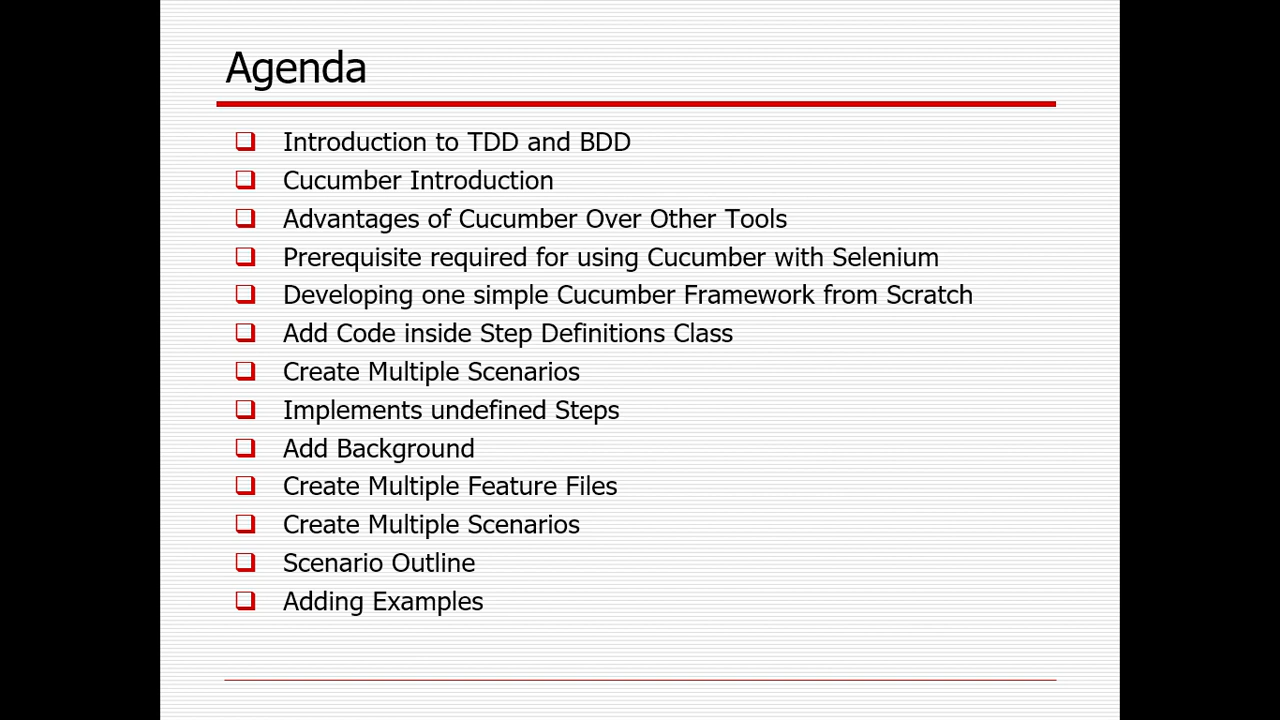 Agenda
Introduction to TDD and BDD
Cucumber Introduction
Advantages of Cucumber Over Other Tools
Prerequisite required for using Cucumber with Selenium
Developing one simple Cucumber Framework from Scratch
Add Code inside Step Definitions Class
Create Multiple Scenarios
Implements undefined Steps
Add Background
Create Multiple Feature Files
Create Multiple Scenarios
Scenario Outline
Adding Examples